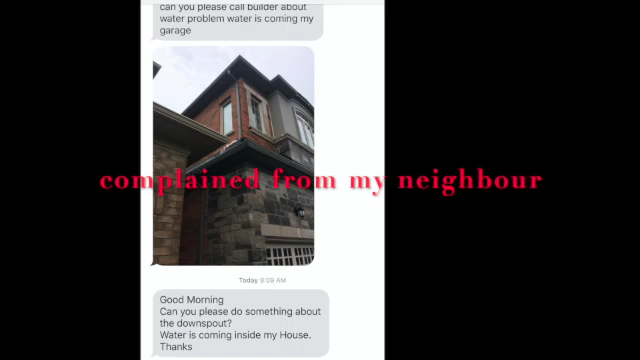 can you please call builder about
water problem water is coming my
garage
complained from my neighbour
Today 9:09 AM
Good Morning
Can you please do something about
the downspout?
Water is coming inside my House.
Thanks